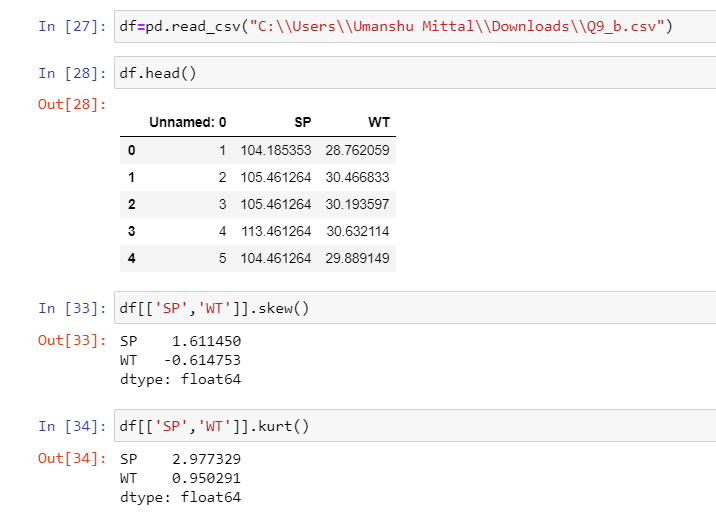 In [27]: df=pd.read_csv("C:\\Users\\Umanshu Mittal\\Downloads\\Q9_b.csv")
In [28]: df.head()
Out[28]:
Unnamed: 0 SP WT
0 1 104.185353 28.762059
1 2 105.461264 30.466833
2 3 105.461264 30.193597
3 4 113.461264 30.632114
4 5 104.461264 29.889149
In [33]: df[['SP','WT']].skew()
Out[33]: SP 1.611450
WT -0.614753
dtype: float64
In [34]: df[['SP','WT']].kurt()
Out[34]: SP 2.977329
WT 0.950291
dtype: float64